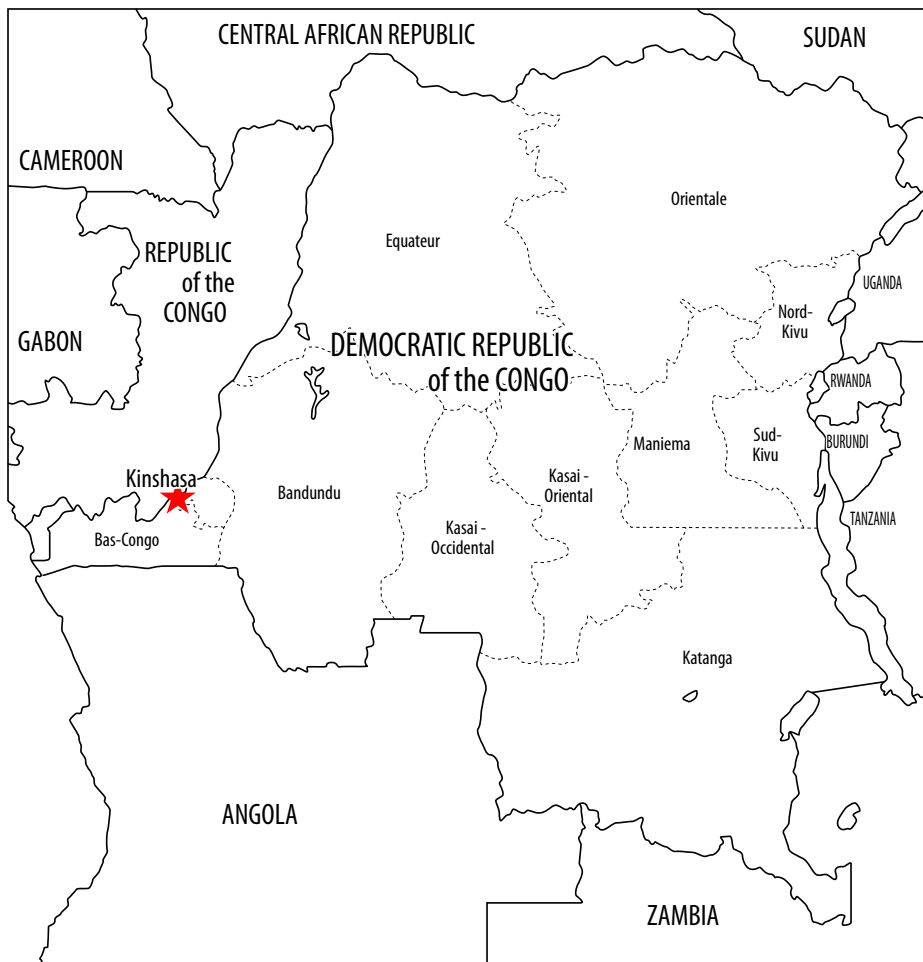 CENTRAL AFRICAN REPUBLIC
SUDAN
CAMEROON
Orientale
Equateur
REPUBLIC
of the
CONGO
UGANDA
Nord-
Kivu
GABON
DEMOCRATIC REPUBLIC
of the CONGO
RWANDA
Maniema
Sud-
Kivu
BURUNDI
Kinshasa
Bandundu
Kasai -
Oriental
Kasai -
Occidental
TANZANIA
Bas-Congo
Katanga
ANGOLA
ZAMBIA